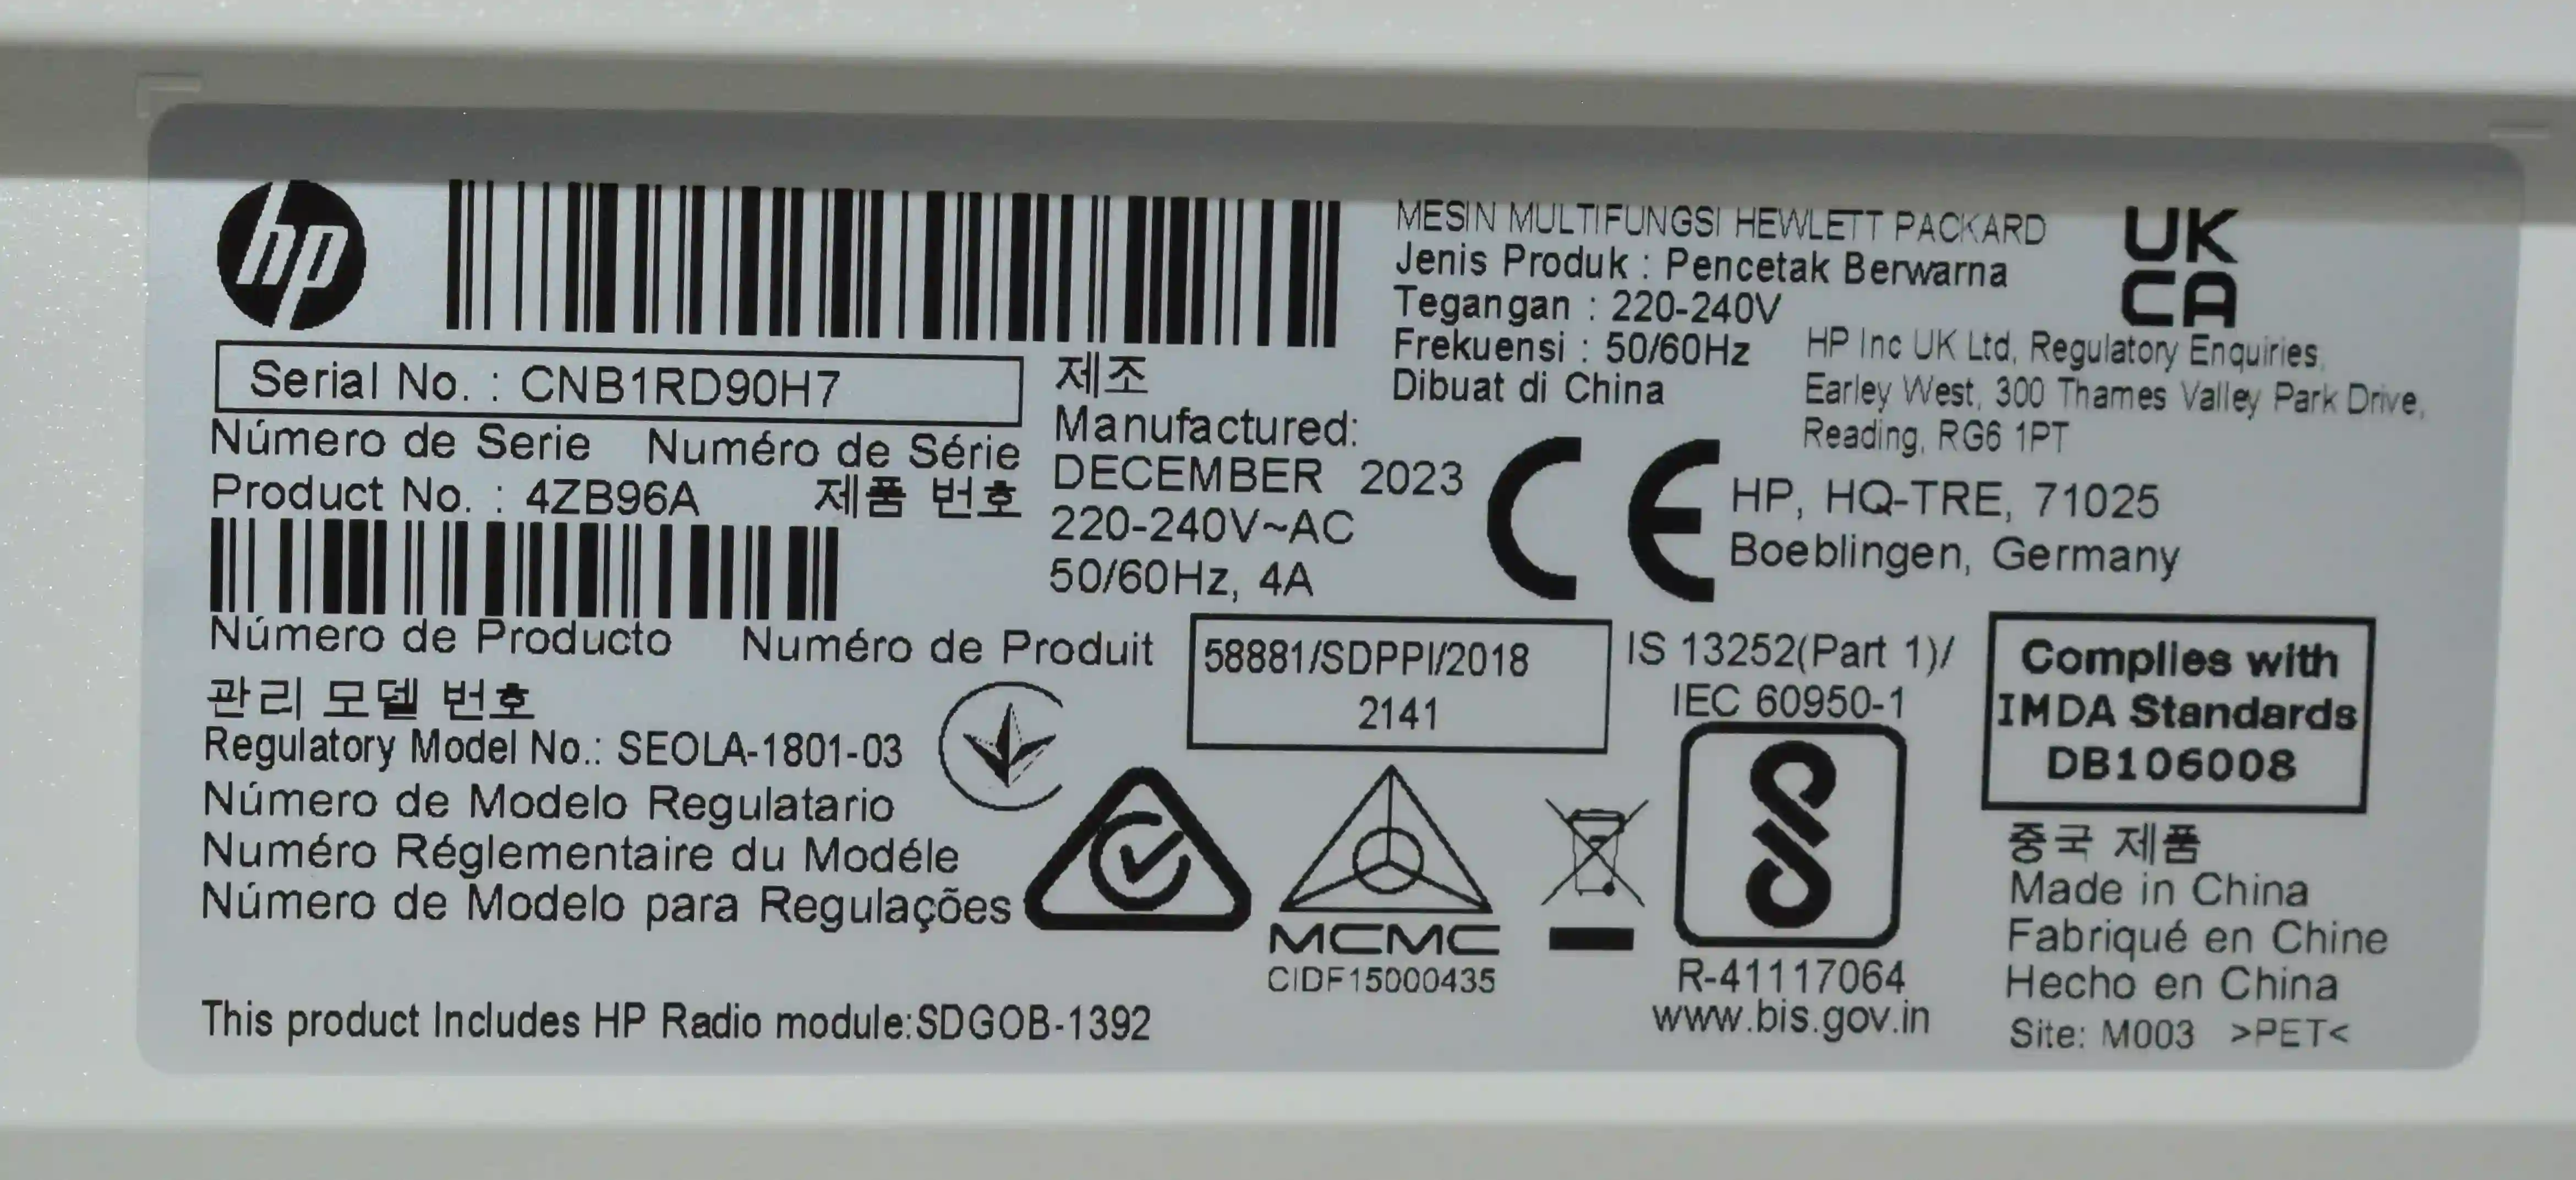 hp
Serial No. : CNB1RD90H7
Número de Serie Numéro de Série
Product No. : 4ZB96A 제품 번호
Número de Producto Numéro de Produit
관리 모델 번호
Regulatory Model No.: SEOLA-1801-03
Número de Modelo Regulatario
Numéro Réglementaire du Modéle
Número de Modelo para Regulações
This product Includes HP Radio module:SDGOB-1392
제조
Manufactured:
DECEMBER 2023
220-240V~AC
50/60Hz, 4A
MESIN MULTIFUNGSI HEWLETT PACKARD
Jenis Produk : Pencetak Berwarna
Tegangan : 220-240V
Frekuensi : 50/60Hz
Dibuat di China
UK
CA
HP Inc UK Ltd, Regulatory Enquiries,
Earley West, 300 Thames Valley Park Drive,
Reading, RG6 1PT
CE
HP, HQ-TRE, 71025
Boeblingen, Germany
58881/SDPPI/2018
2141
IS 13252(Part 1)/
IEC 60950-1
Complies with
IMDA Standards
DB106008
MCMC
CIDF15000435
R-41117064
www.bis.gov.in
중국 제품
Made in China
Fabriqué en Chine
Hecho en China
Site: M003 >PET<